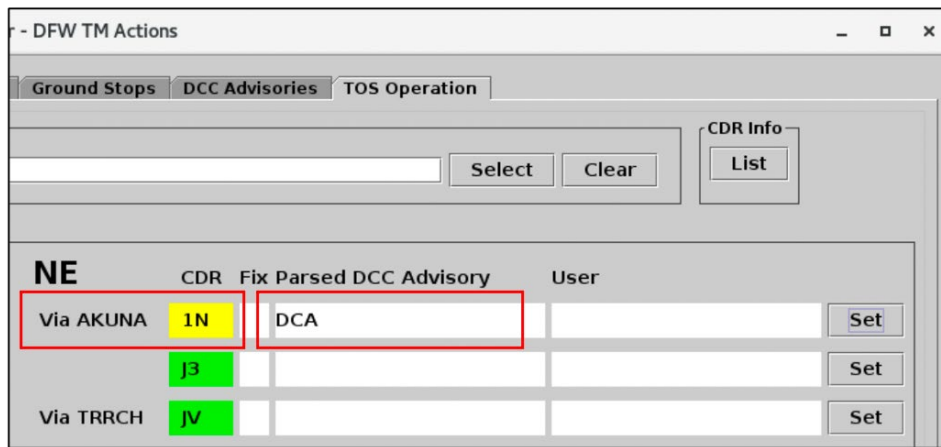 - DFW TM Actions
Ground Stops DCC Advisories TOS Operation
CDR Info
Select Clear List
NE CDR Fix Parsed DCC Advisory User
Via AKUNA 1N DCA Set
J3 Set
Via TRRCH JV Set